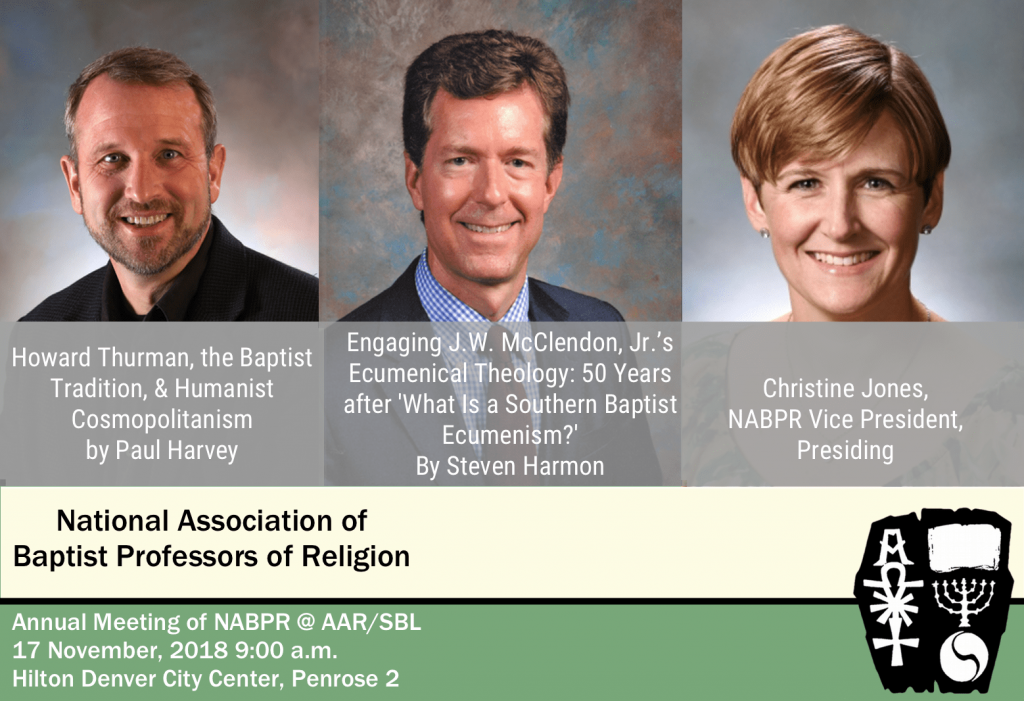 Howard Thurman, the Baptist
Tradition, & Humanist
Cosmopolitanism
by Paul Harvey
Engaging J.W. McClendon, Jr.’s
Ecumenical Theology: 50 Years
after 'What Is a Southern Baptist
Ecumenism?'
By Steven Harmon
Christine Jones,
NABPR Vice President,
Presiding
National Association of
Baptist Professors of Religion
Annual Meeting of NABPR @ AAR/SBL
17 November, 2018 9:00 a.m.
Hilton Denver City Center, Penrose 2